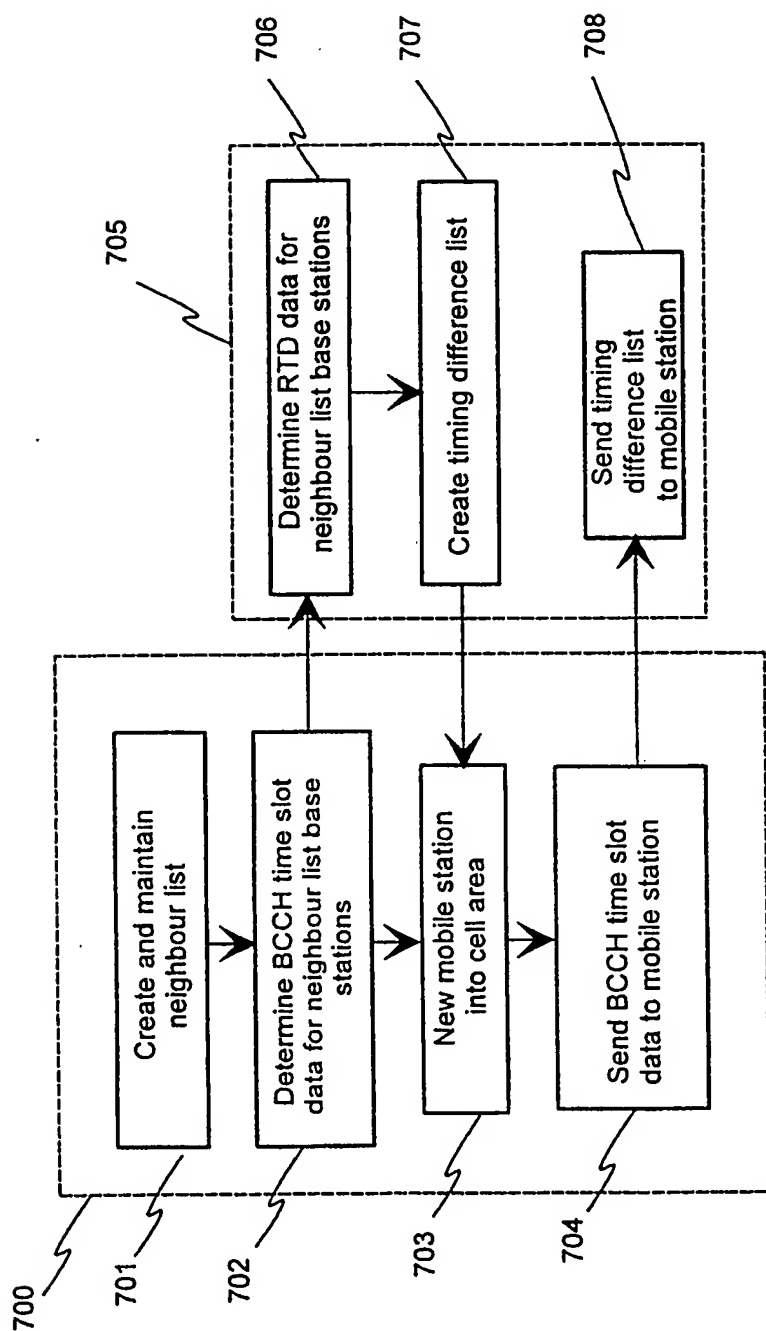 700
701
Create and maintain
neighbour list
702
Determine BCCH time slot
data for neighbour list base
stations
703
New mobile station
into cell area
704
Send BCCH time slot
data to mobile station
705
706
Determine RTD data for
neighbour list base stations
707
Create timing difference list
708
Send timing
difference list
to mobile station